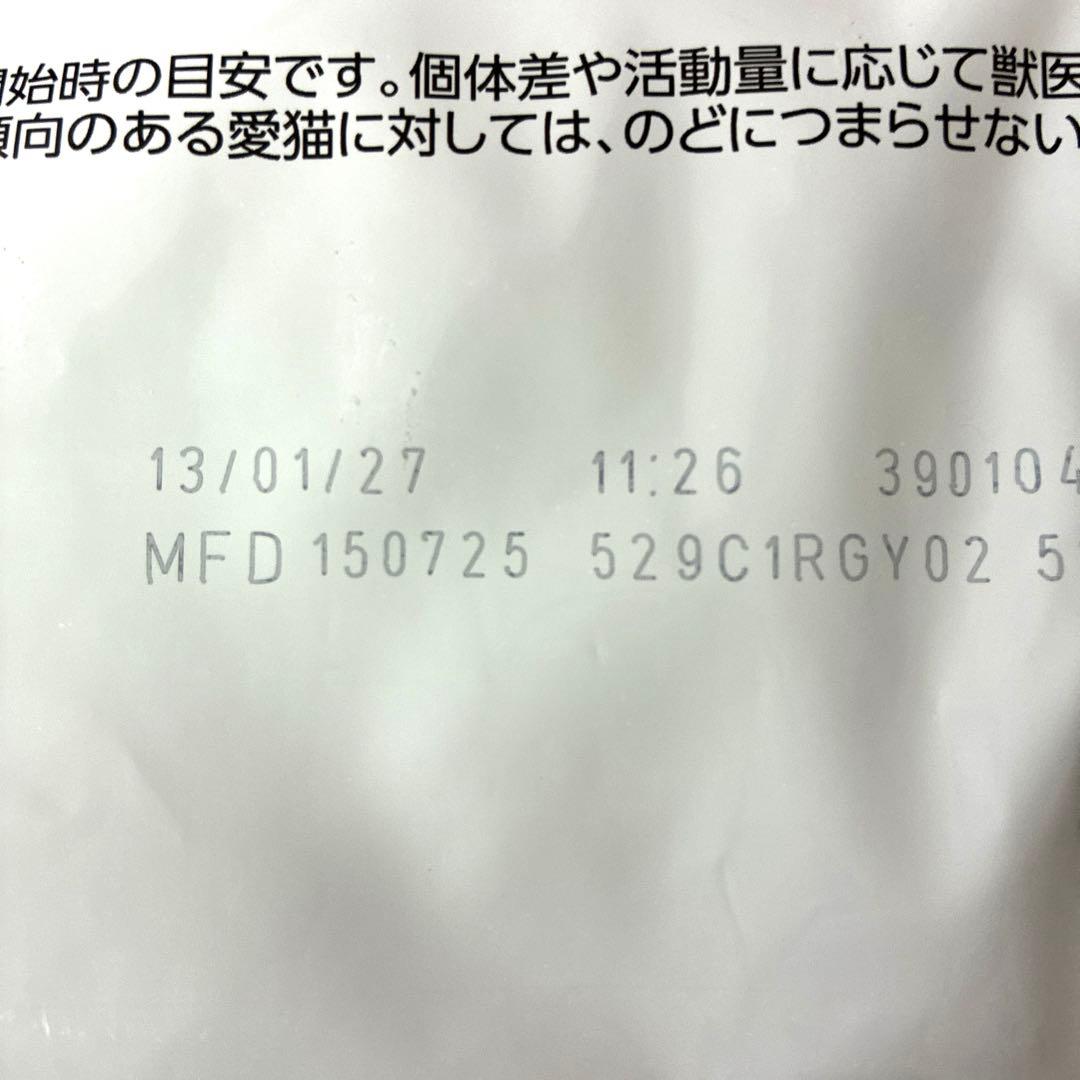 始時の目安です。個体差や活動量に応じて獣医
向のある愛猫に対しては、のどにつまらせない
13/01/27 11:26 390104
MFD 150725 529C1RGY02 5